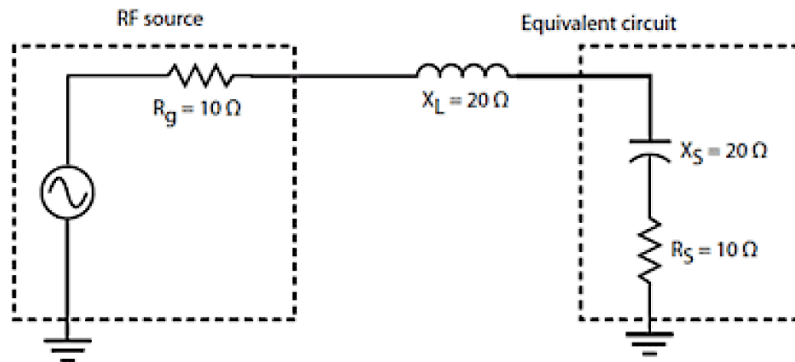 RF source
Equivalent circuit
Rg = 10 Ω
XL = 20 Ω
XS = 20 Ω
RS = 10 Ω